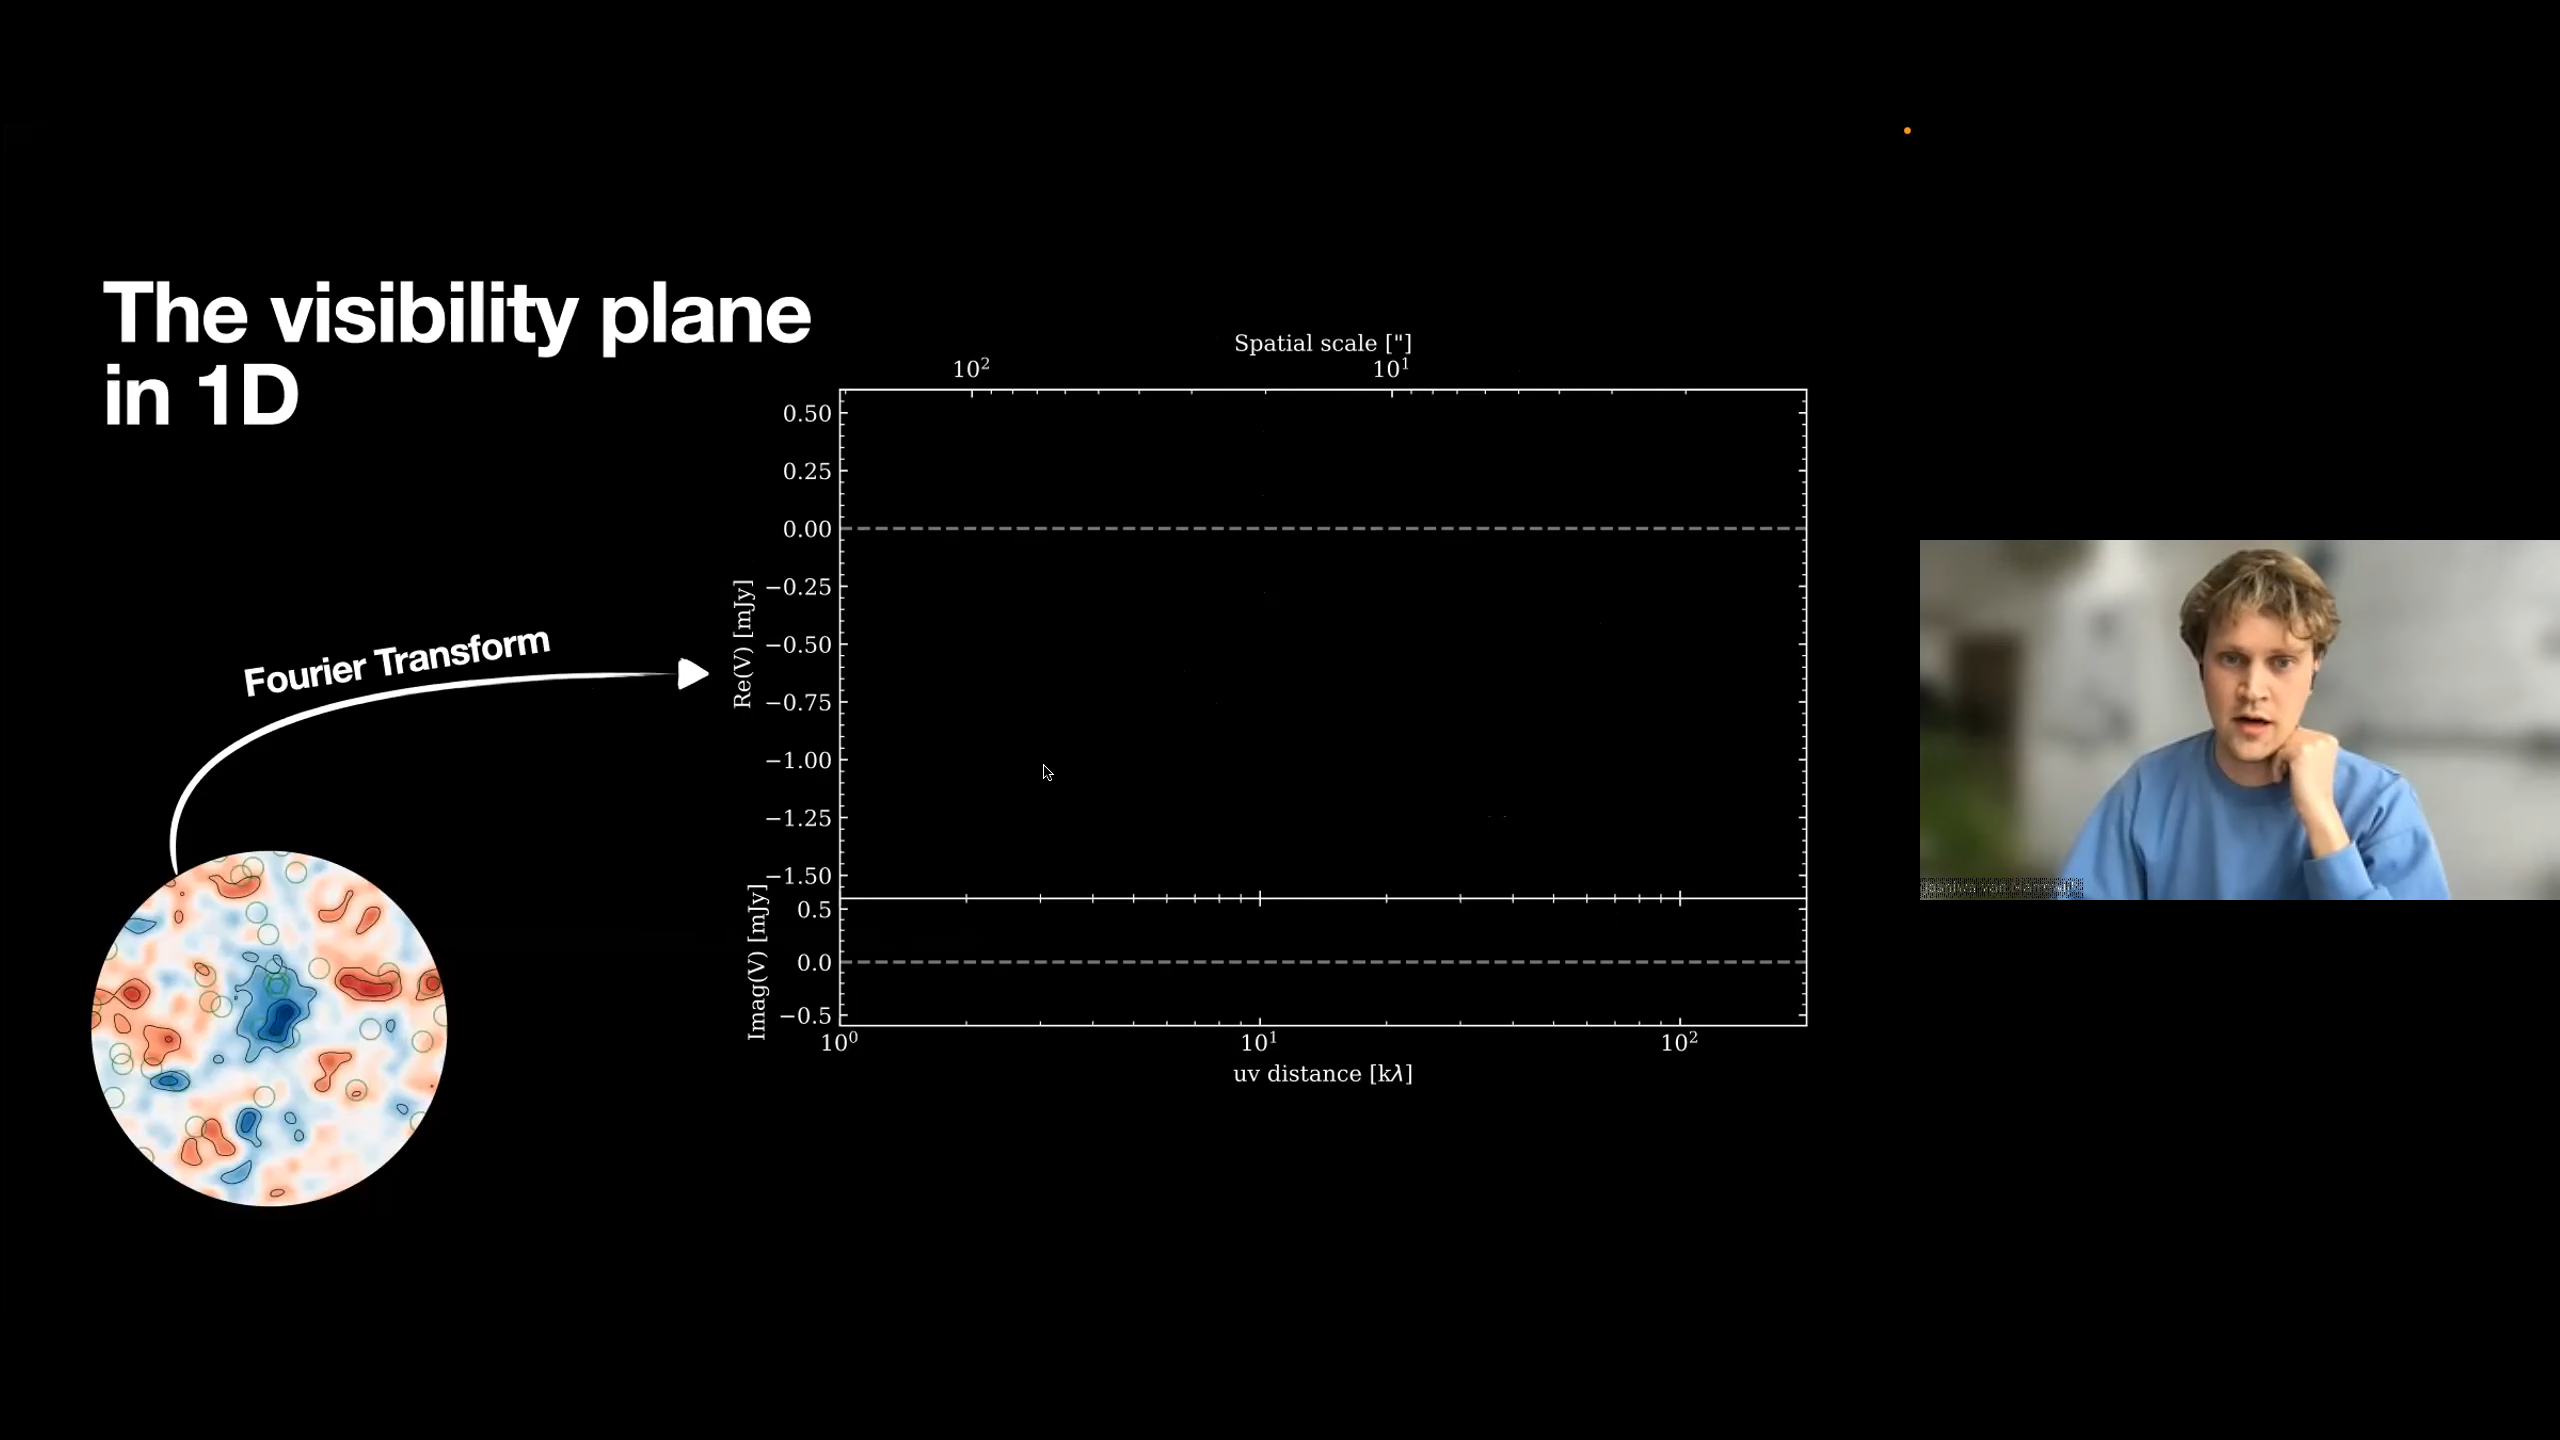 The visibility plane
in 1D
Fourier Transform
Spatial scale ["]
10² 10¹
0.50
0.25
0.00
−0.25
−0.50
−0.75
−1.00
−1.25
−1.50
Re(V) [mJy]
0.5
0.0
−0.5
Imag(V) [mJy]
10⁰ 10¹ 10²
uv distance [kλ]